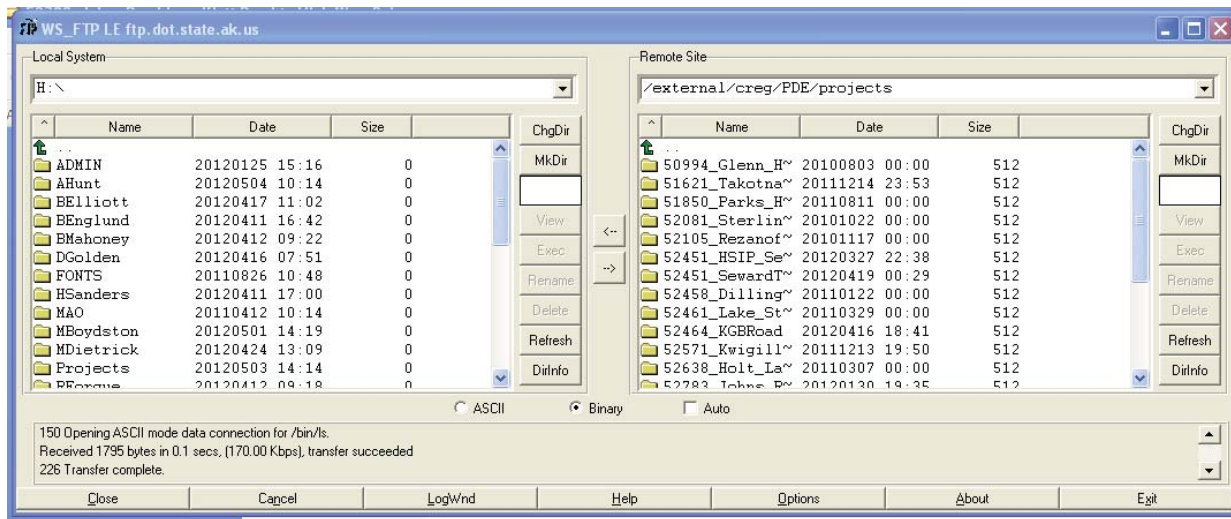 WS_FTP LE ftp.dot.state.ak.us
Local System
H:\
^ Name Date Size
..
ADMIN 20120125 15:16 0
AHunt 20120504 10:14 0
BElliott 20120417 11:02 0
BEnglund 20120411 16:42 0
BMahoney 20120412 09:22 0
DGolden 20120416 07:51 0
FONTS 20110826 10:48 0
HSanders 20120411 17:00 0
MAO 20110412 10:14 0
MBoydston 20120501 14:19 0
MDietrick 20120424 13:09 0
Projects 20120503 14:14 0
20120412 09:18 0
ChgDir
MkDir
View
Exec
Rename
Delete
Refresh
DirInfo
<--
-->
Remote Site
/external/creg/PDE/projects
^ Name Date Size
..
50994_Glenn_H~ 20100803 00:00 512
51621_Takotna~ 20111214 23:53 512
51850_Parks_H~ 20110811 00:00 512
52081_Sterlin~ 20101022 00:00 512
52105_Rezanof~ 20101117 00:00 512
52451_HSIP_Se~ 20120327 22:38 512
52451_SewardT~ 20120419 00:29 512
52458_Dilling~ 20110122 00:00 512
52461_Lake_St~ 20110329 00:00 512
52464_KGBRoad 20120416 18:41 512
52571_Kwigill~ 20111213 19:50 512
52638_Holt_La~ 20110307 00:00 512
52783_Johns_R~ 20120130 19:35 512
ChgDir
MkDir
View
Exec
Rename
Delete
Refresh
DirInfo
ASCII Binary Auto
150 Opening ASCII mode data connection for /bin/ls.
Received 1795 bytes in 0.1 secs, (170.00 Kbps), transfer succeeded
226 Transfer complete.
Close Cancel LogWnd Help Options About Exit